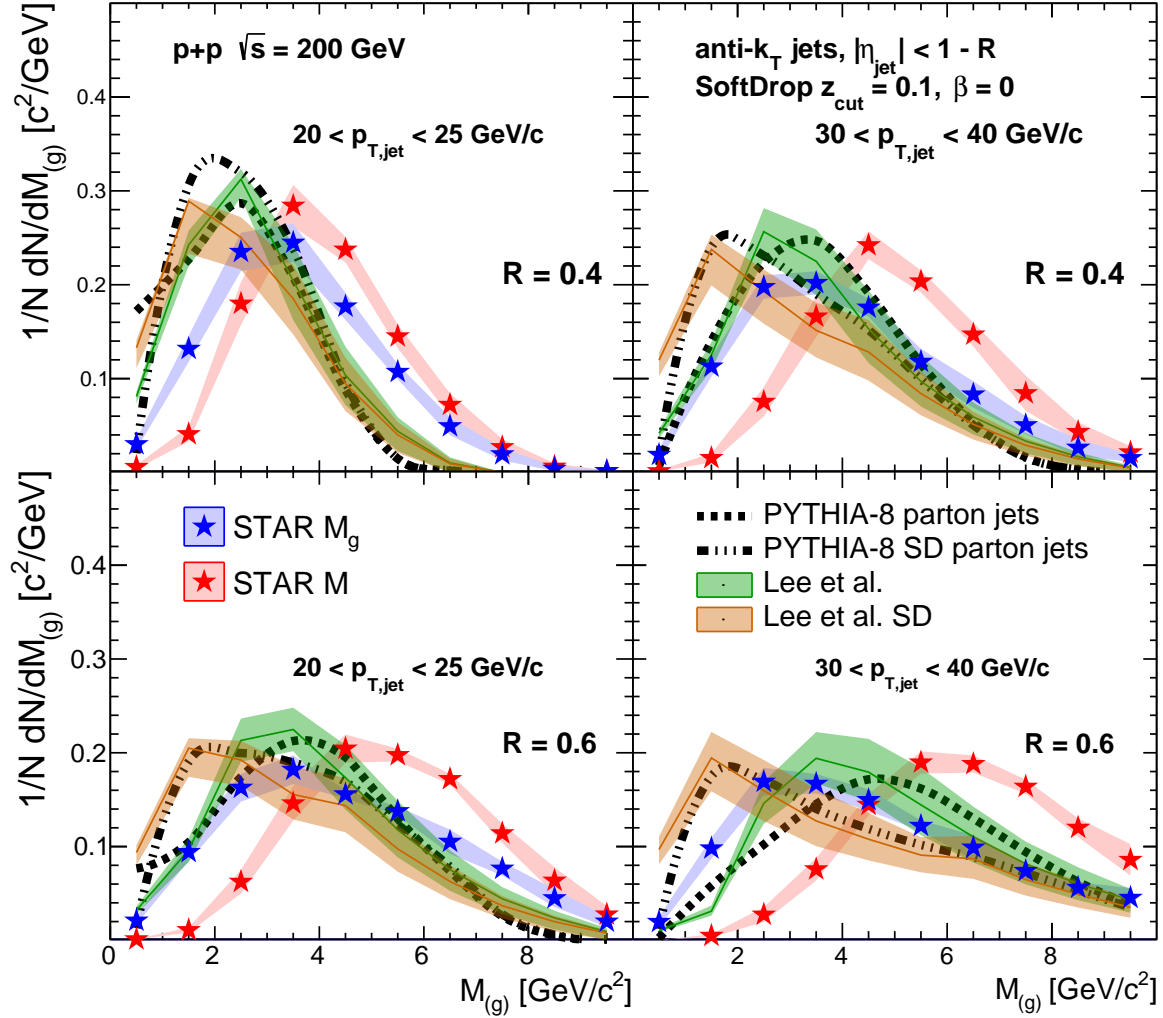 p+p √s = 200 GeV
20 < p_T,jet < 25 GeV/c
R = 0.4
1/N dN/dM_(g) [c²/GeV]
0.4
0.3
0.2
0.1
anti-k_T jets, |η_jet| < 1 - R
SoftDrop z_cut = 0.1, β = 0
30 < p_T,jet < 40 GeV/c
R = 0.4
STAR M_g
STAR M
20 < p_T,jet < 25 GeV/c
R = 0.6
1/N dN/dM_(g) [c²/GeV]
0.4
0.3
0.2
0.1
0 2 4 6 8
M_(g) [GeV/c²]
PYTHIA-8 parton jets
PYTHIA-8 SD parton jets
Lee et al.
Lee et al. SD
30 < p_T,jet < 40 GeV/c
R = 0.6
0 2 4 6 8
M_(g) [GeV/c²]